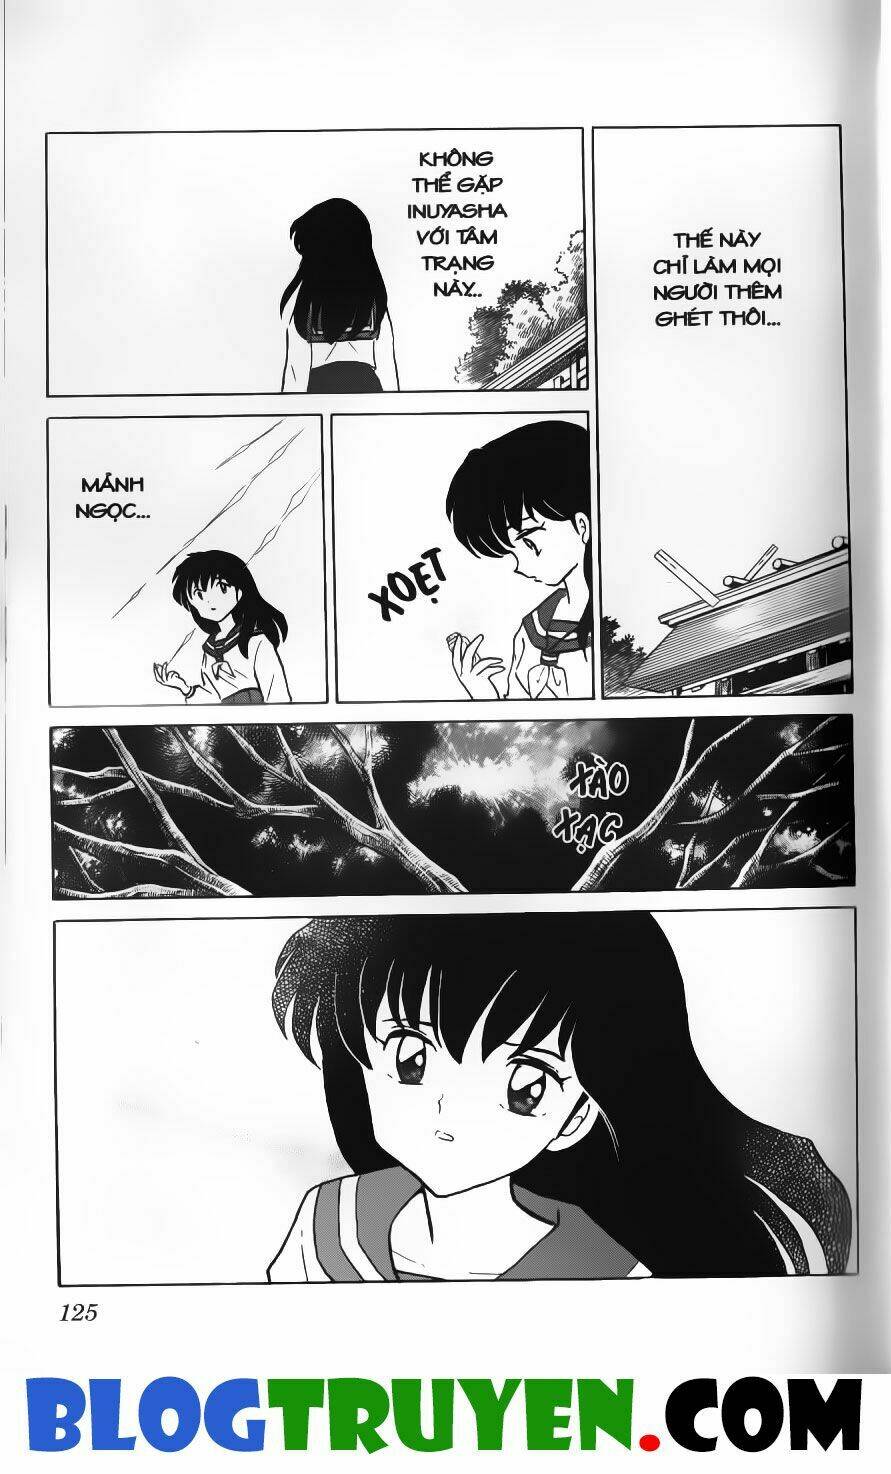 THẾ NÀY
CHỈ LÀM MỌI
NGƯỜI THÊM
GHÉT THÔI...
KHÔNG
THỂ GẶP
INUYASHA
VỚI TÂM
TRẠNG
NÀY...
XOẸT
MẢNH
NGỌC...
XÀO
XẠC
125
BLOGTRUYEN.COM